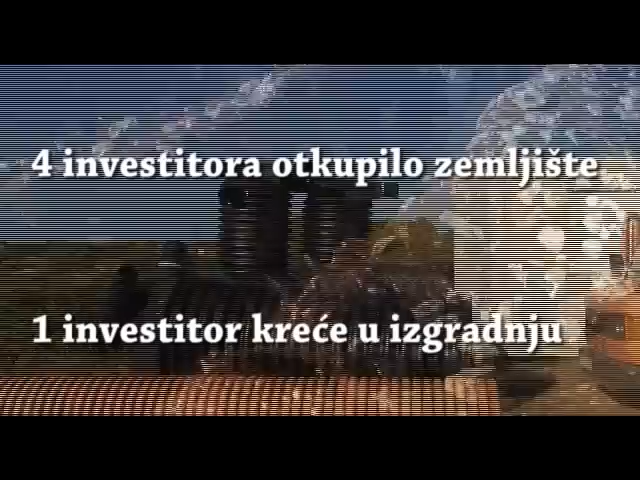 4 investitora otkupilo zemljište
1 investitor kreće u izgradnju